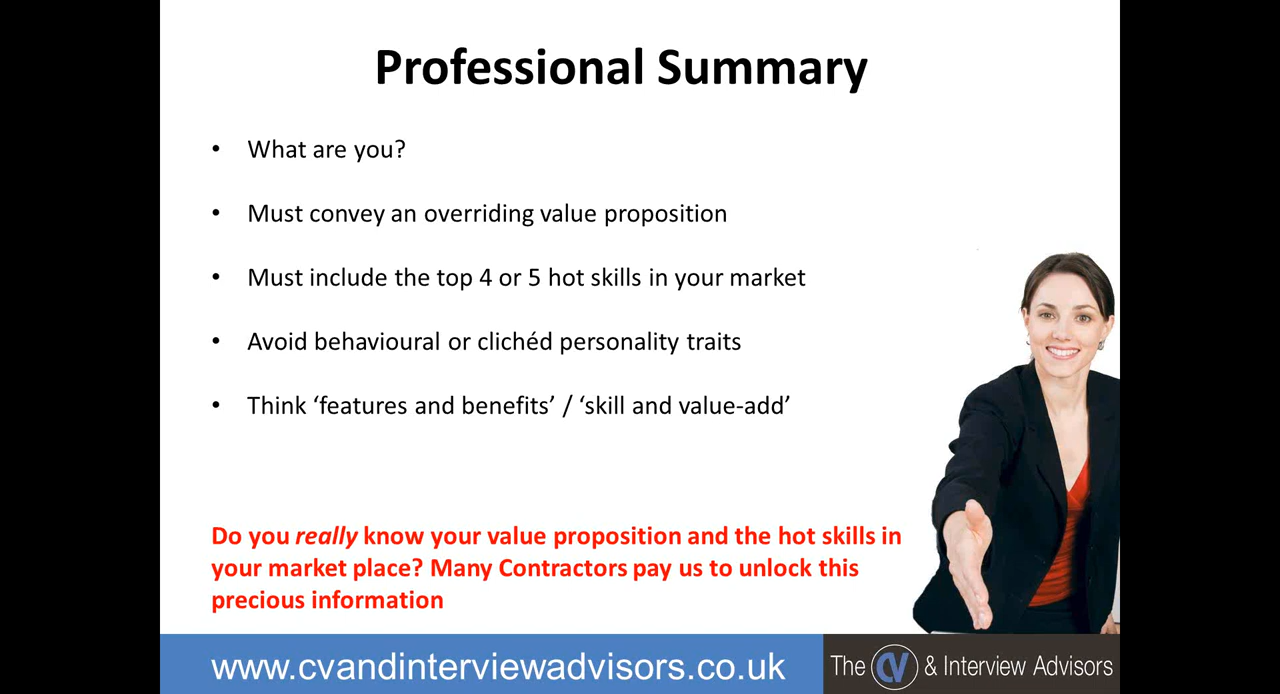 Professional Summary
• What are you?
• Must convey an overriding value proposition
• Must include the top 4 or 5 hot skills in your market
• Avoid behavioural or clichéd personality traits
• Think ‘features and benefits’ / ‘skill and value-add’
Do you really know your value proposition and the hot skills in
your market place? Many Contractors pay us to unlock this
precious information
www.cvandinterviewadvisors.co.uk
The CV & Interview Advisors